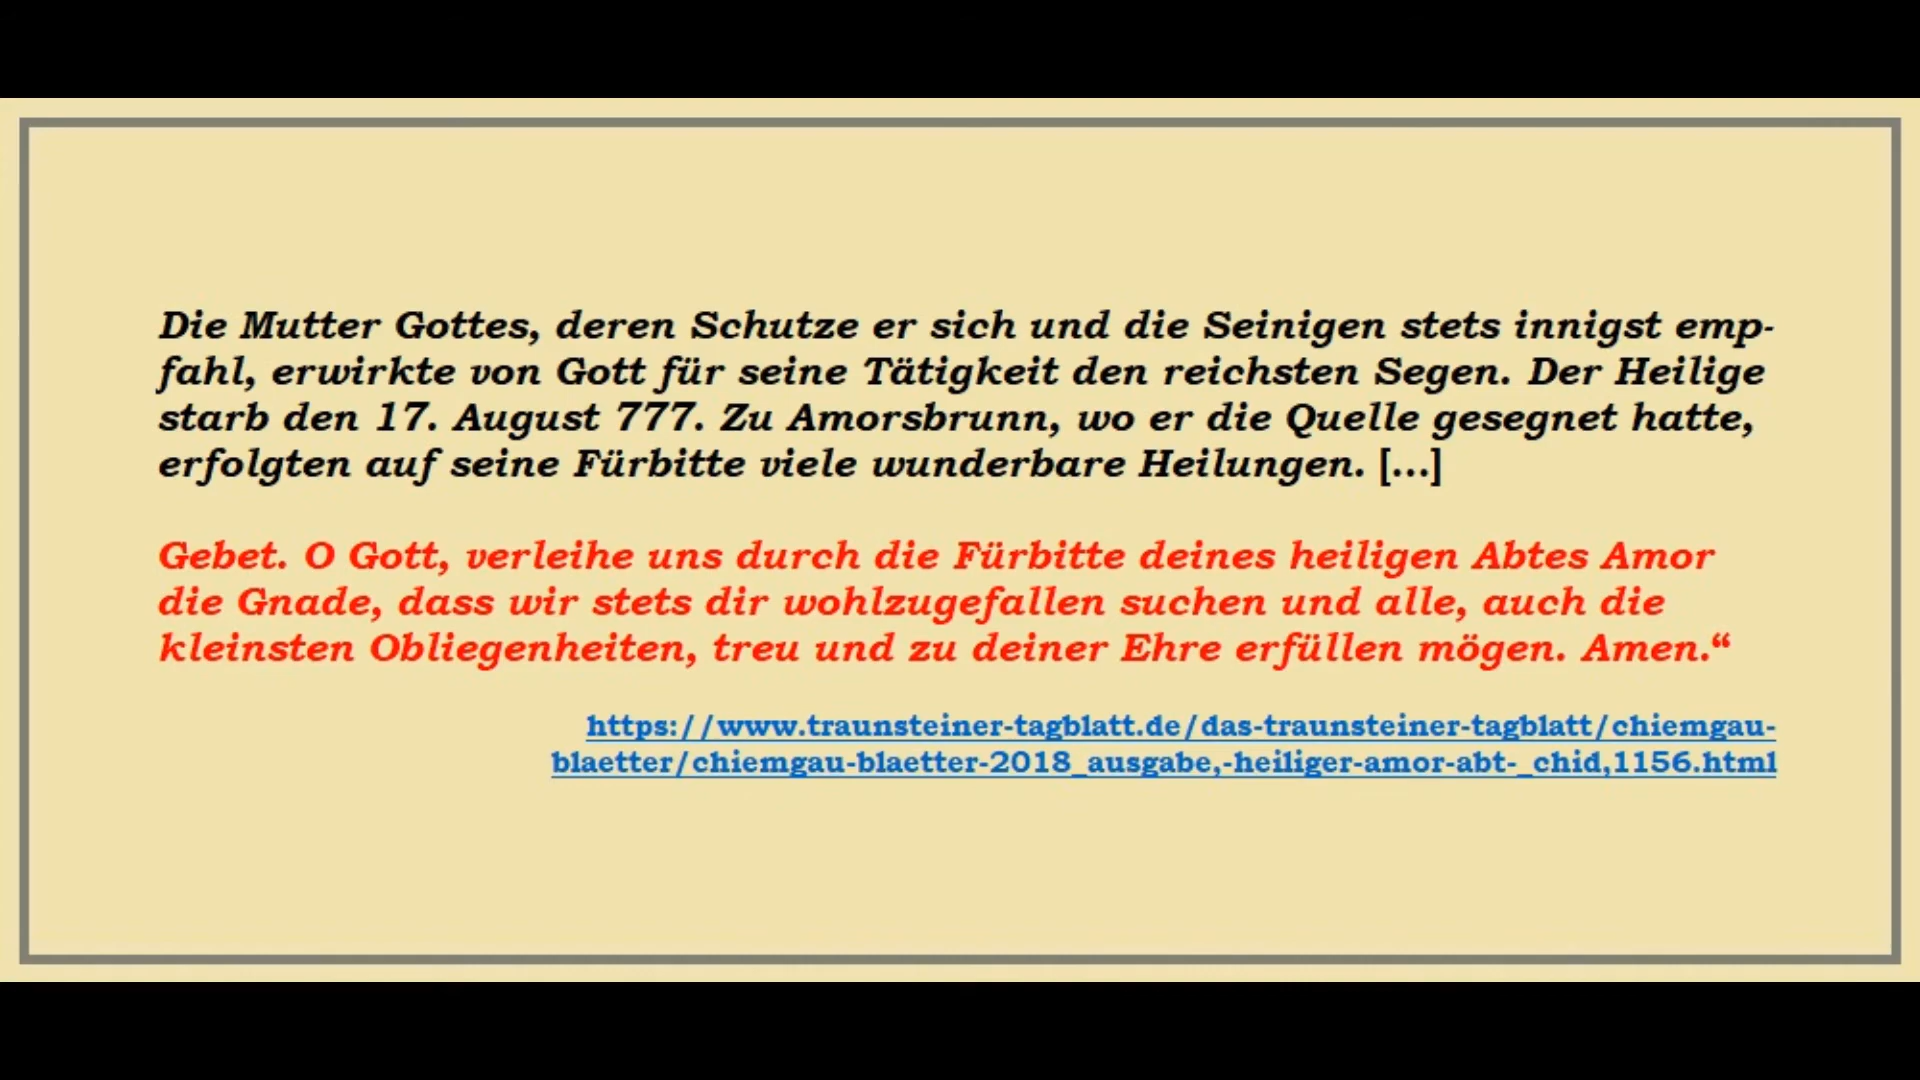 Die Mutter Gottes, deren Schutze er sich und die Seinigen stets innigst emp-
fahl, erwirkte von Gott für seine Tätigkeit den reichsten Segen. Der Heilige
starb den 17. August 777. Zu Amorsbrunn, wo er die Quelle gesegnet hatte,
erfolgten auf seine Fürbitte viele wunderbare Heilungen. [...]
Gebet. O Gott, verleihe uns durch die Fürbitte deines heiligen Abtes Amor
die Gnade, dass wir stets dir wohlzugefallen suchen und alle, auch die
kleinsten Obliegenheiten, treu und zu deiner Ehre erfüllen mögen. Amen.“
https://www.traunsteiner-tagblatt.de/das-traunsteiner-tagblatt/chiemgau-
blaetter/chiemgau-blaetter-2018_ausgabe,-heiliger-amor-abt-_chid,1156.html